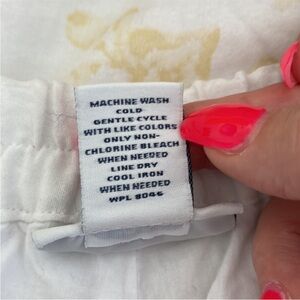 MACHINE WASH
COLD
GENTLE CYCLE
WITH LIKE COLORS
ONLY NON-
CHLORINE BLEACH
WHEN NEEDED
LINE DRY
COOL IRON
WHEN NEEDED
WPL 8046